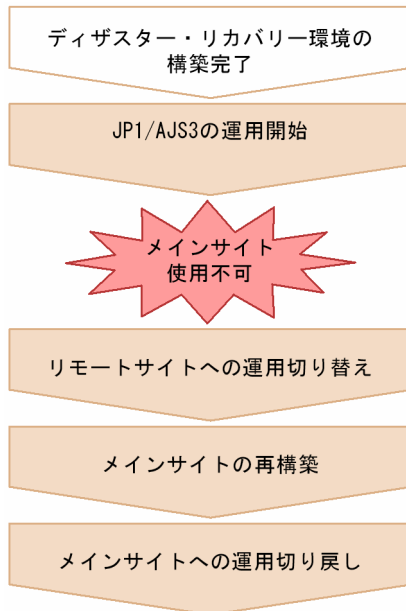 ディザスター・リカバリー環境の
構築完了
JP1/AJS3の運用開始
メインサイト
使用不可
リモートサイトへの運用切り替え
メインサイトの再構築
メインサイトへの運用切り戻し